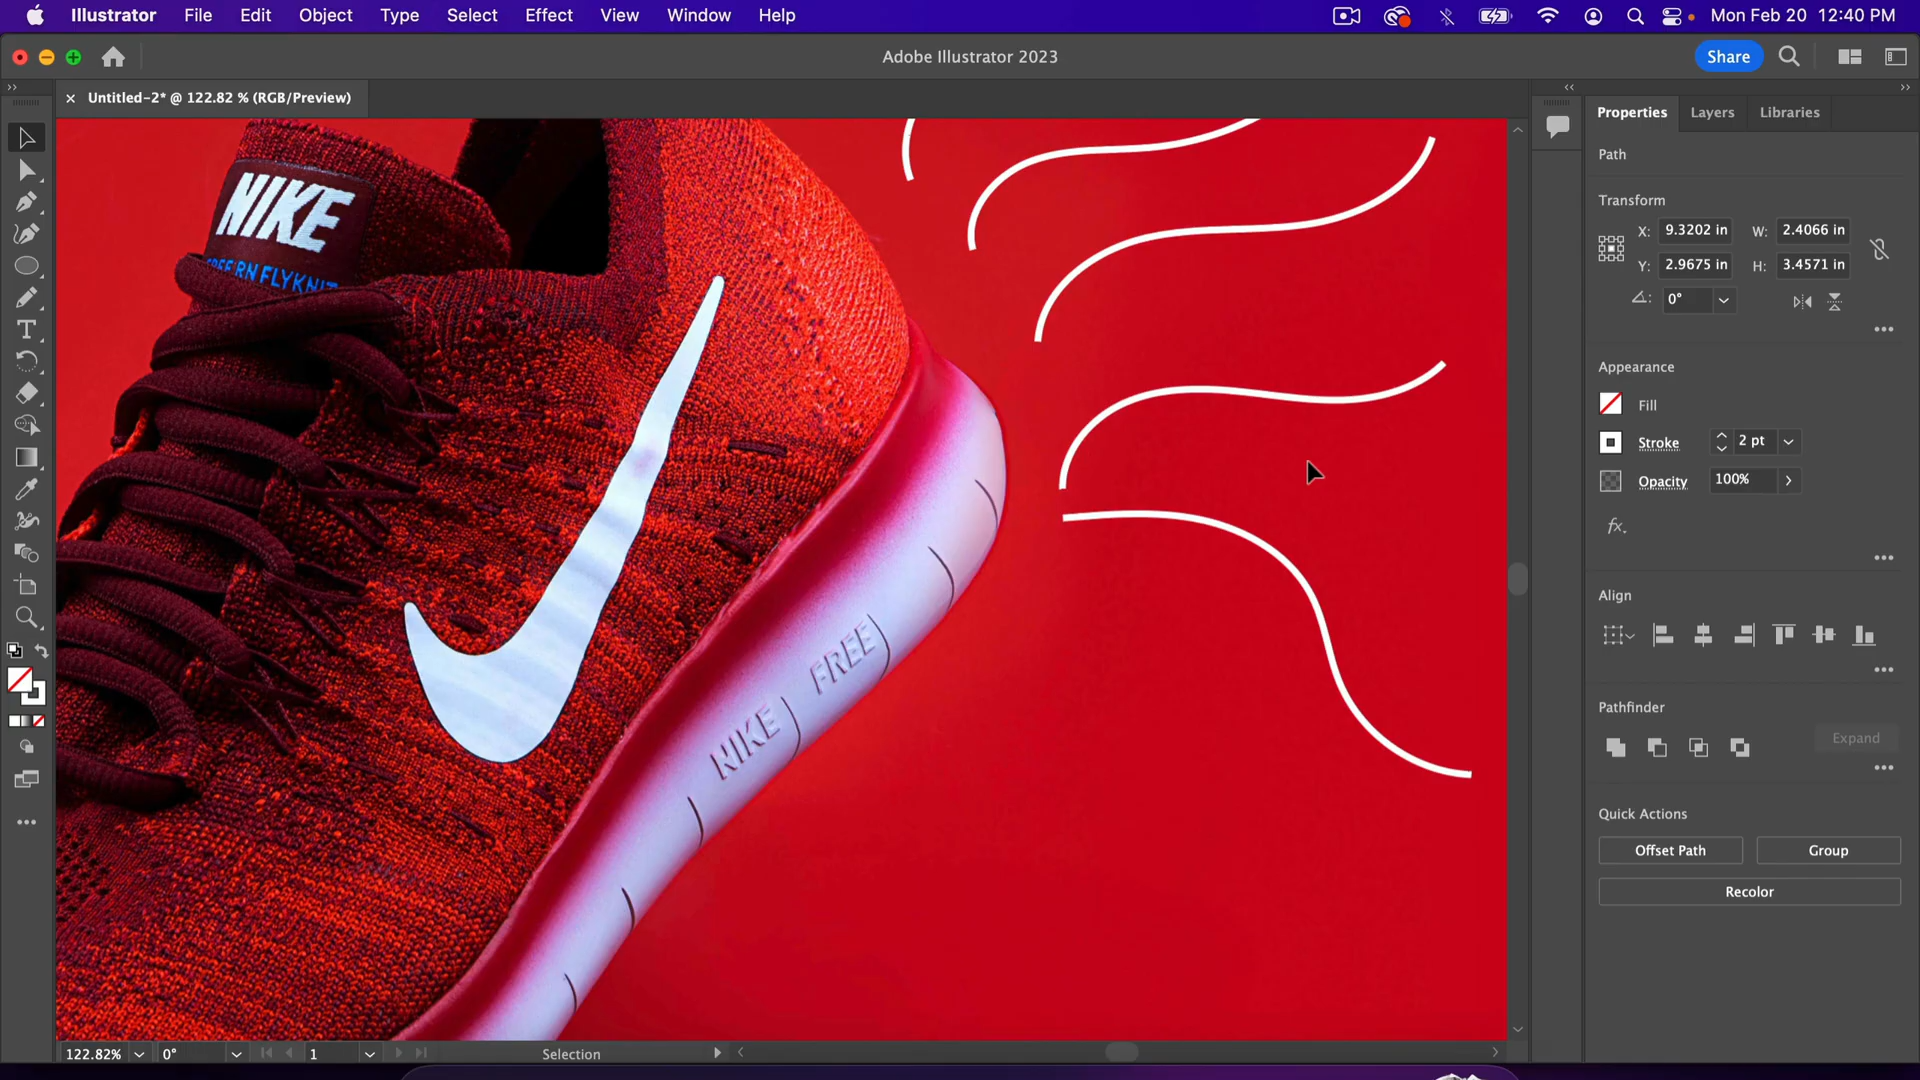 Illustrator File Edit Object Type Select Effect View Window Help
Mon Feb 20 12:40 PM
Adobe Illustrator 2023
Share
× Untitled-2* @ 122.82 % (RGB/Preview)
Properties Layers Libraries
Path
Transform
X: 9.3202 in W: 2.4066 in
Y: 2.9675 in H: 3.4571 in
0°
Appearance
Fill
Stroke 2 pt
Opacity 100%
fx.
Align
Pathfinder
Expand
Quick Actions
Offset Path Group
Recolor
NIKE
FREE RN FLYKNIT
FREE
NIKE
122.82% 0° 1 Selection